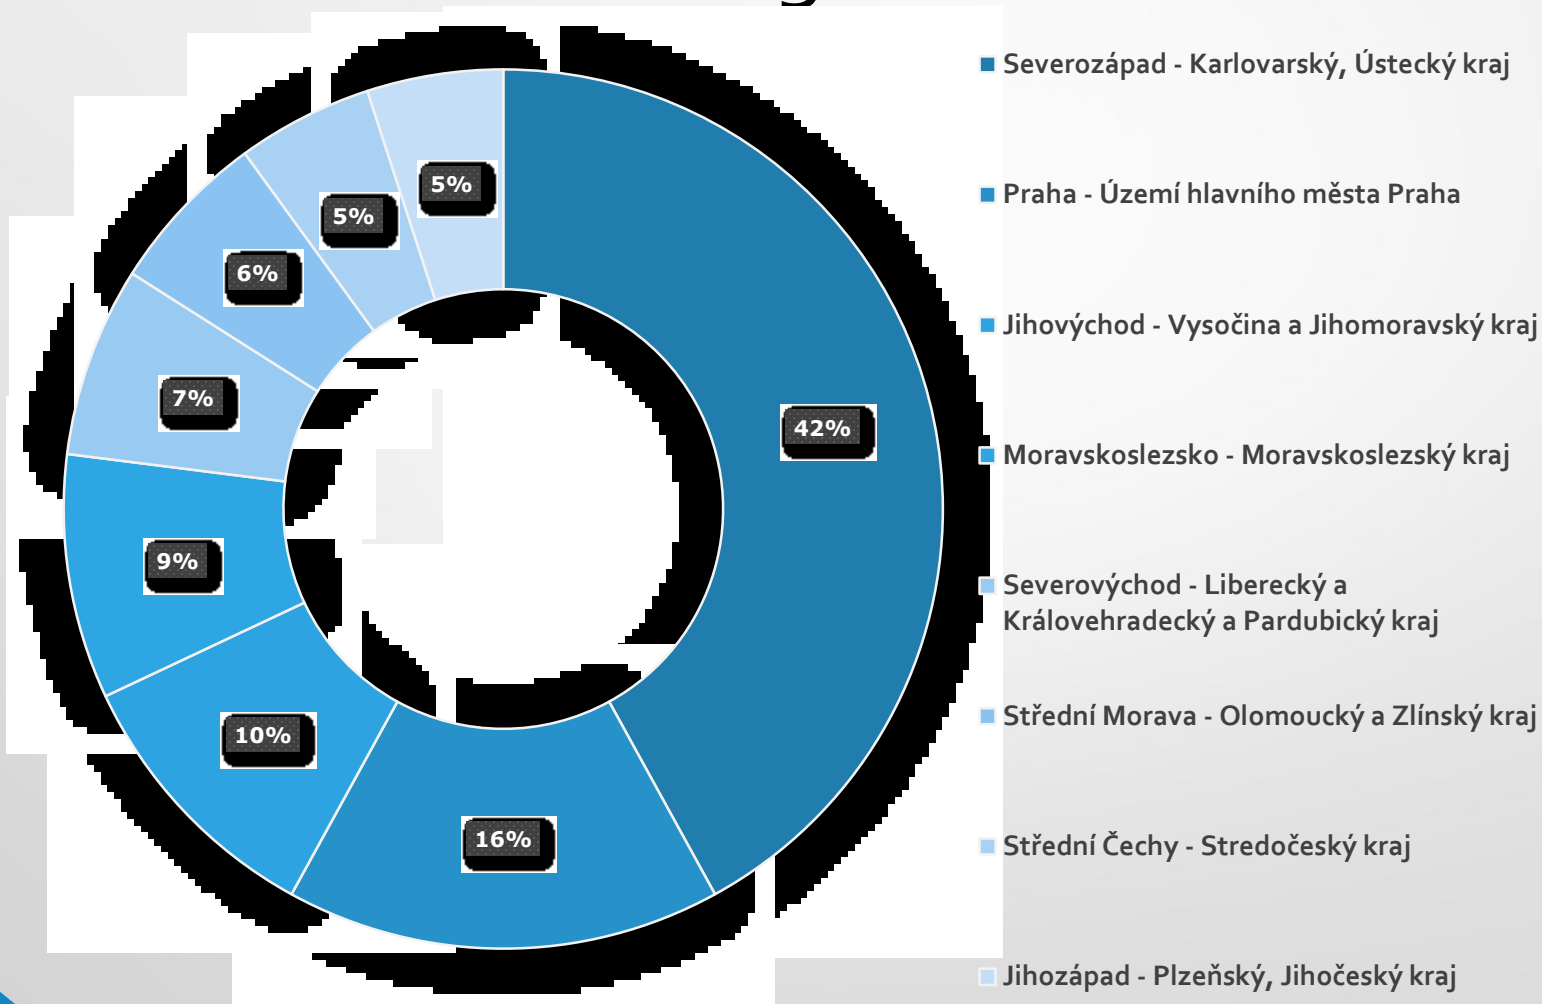 Severozápad - Karlovarský, Ústecký kraj
Praha - Území hlavního města Praha
Jihovýchod - Vysočina a Jihomoravský kraj
Moravskoslezsko - Moravskoslezský kraj
Severovýchod - Liberecký a
Královehradecký a Pardubický kraj
Střední Morava - Olomoucký a Zlínský kraj
Střední Čechy - Stredočeský kraj
Jihozápad - Plzeňský, Jihočeský kraj
42%
16%
10%
9%
7%
6%
5%
5%